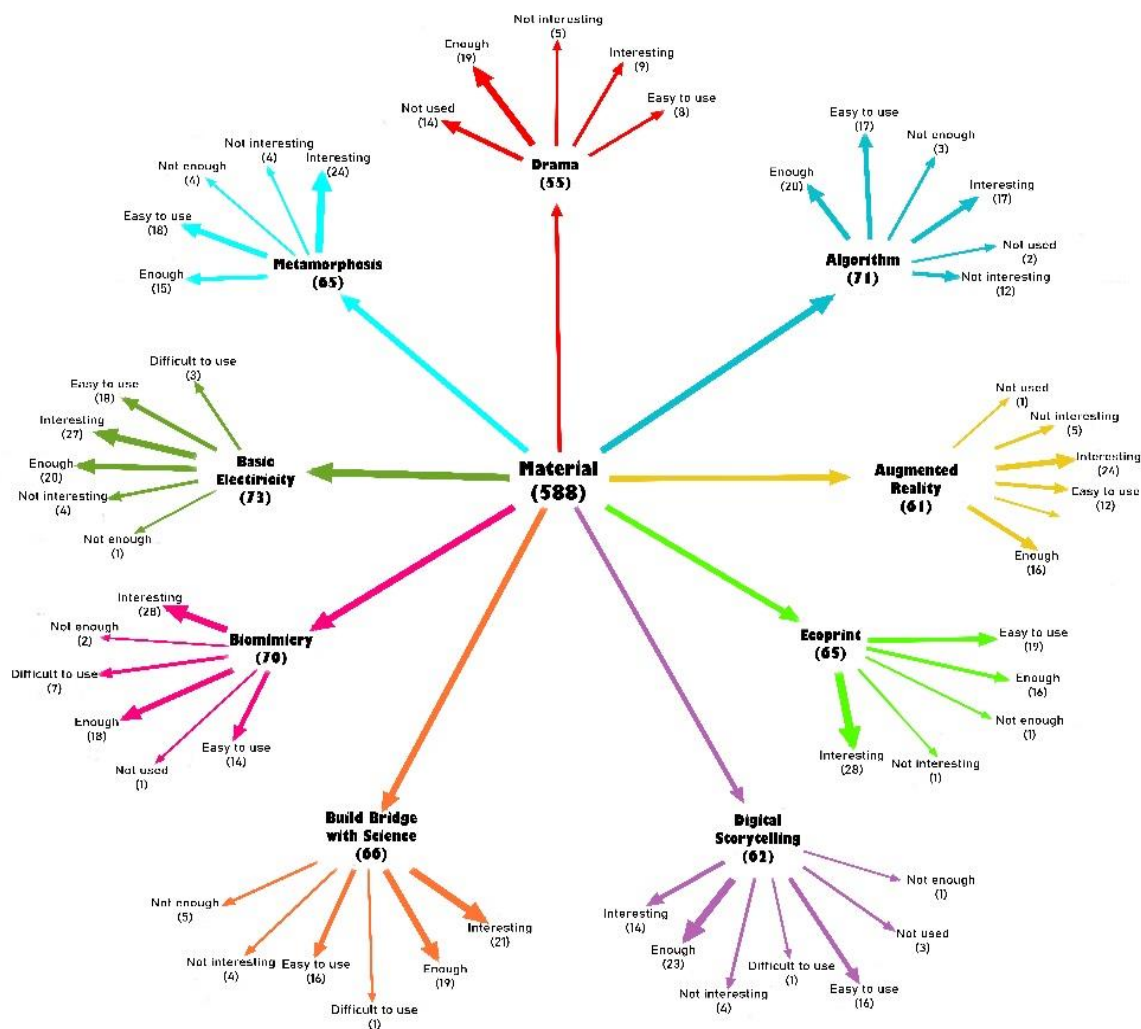 Not interesting
(5)
Enough
(19)
Interesting
(9)
Not used
(14)
Easy to use
(8)
Drama
(55)
Easy to use
(17)
Not enough
(3)
Enough
(20)
Interesting
(17)
Not used
(2)
Not interesting
(12)
Algorithm
(71)
Not interesting
(4)
Interesting
(24)
Not enough
(4)
Easy to use
(18)
Enough
(15)
Metamorphosis
(65)
Difficult to use
(3)
Easy to use
(18)
Interesting
(27)
Enough
(20)
Not interesting
(4)
Not enough
(1)
Basic
Electiricity
(73)
Material
(588)
Not used
(1)
Not interesting
(5)
Interesting
(24)
Easy to use
(12)
Enough
(16)
Augmented
Reality
(61)
Interesting
(28)
Not enough
(2)
Difficult to use
(7)
Enough
(18)
Not used
(1)
Easy to use
(14)
Biomimicry
(70)
Ecoprint
(65)
Easy to use
(19)
Enough
(16)
Not enough
(1)
Not interesting
(1)
Interesting
(28)
Build Bridge
with Science
(66)
Not enough
(5)
Not interesting
(4)
Easy to use
(16)
Difficult to use
(1)
Enough
(19)
Interesting
(21)
Digital
Scorytelling
(62)
Interesting
(14)
Enough
(23)
Not interesting
(4)
Difficult to use
(1)
Easy to use
(16)
Not used
(3)
Not enough
(1)